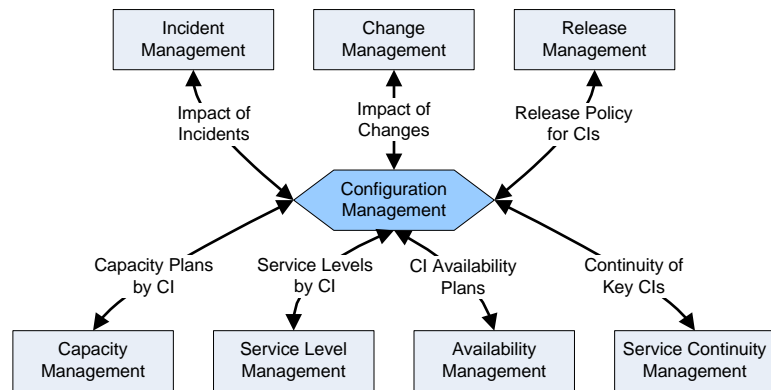 Incident
Management
Change
Management
Release
Management
Impact of
Incidents
Impact of
Changes
Release Policy
for CIs
Configuration
Management
Capacity Plans
by CI
Service Levels
by CI
CI Availability
Plans
Continuity of
Key CIs
Capacity
Management
Service Level
Management
Availability
Management
Service Continuity
Management